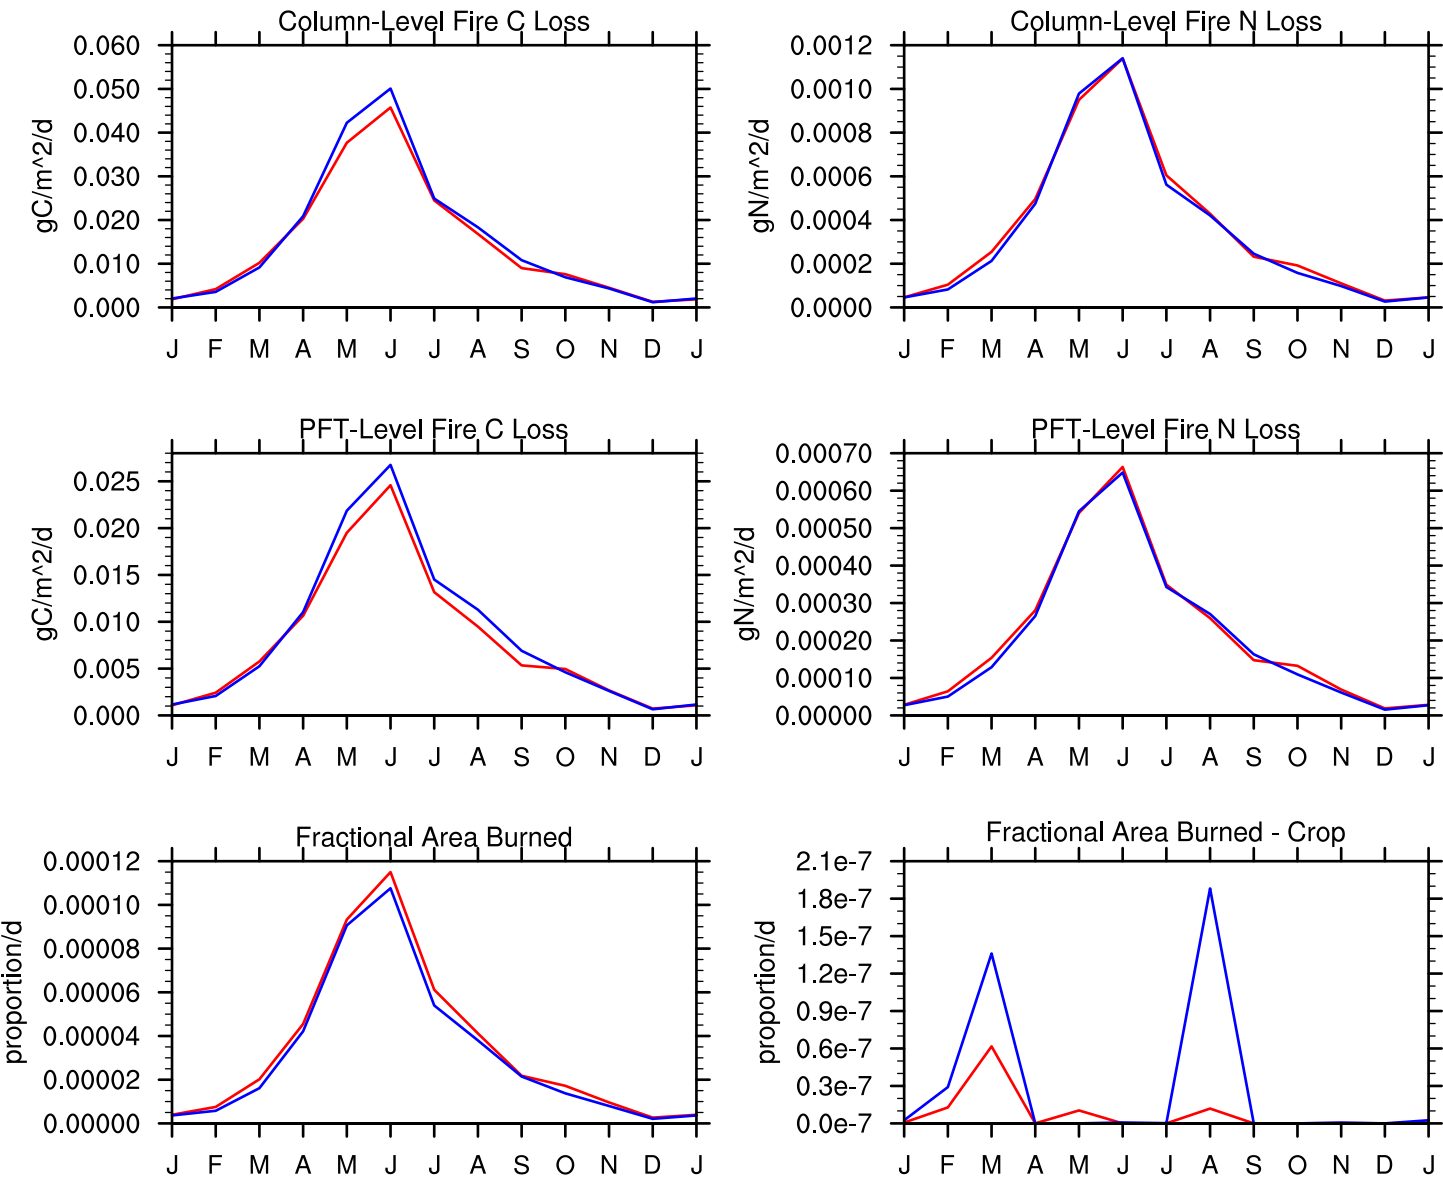 Column-Level Fire C Loss
gC/m^2/d
0.060
0.050
0.040
0.030
0.020
0.010
0.000
J F M A M J J A S O N D J
Column-Level Fire N Loss
gN/m^2/d
0.0012
0.0010
0.0008
0.0006
0.0004
0.0002
0.0000
J F M A M J J A S O N D J
PFT-Level Fire C Loss
gC/m^2/d
0.025
0.020
0.015
0.010
0.005
0.000
J F M A M J J A S O N D J
PFT-Level Fire N Loss
gN/m^2/d
0.00070
0.00060
0.00050
0.00040
0.00030
0.00020
0.00010
0.00000
J F M A M J J A S O N D J
Fractional Area Burned
proportion/d
0.00012
0.00010
0.00008
0.00006
0.00004
0.00002
0.00000
J F M A M J J A S O N D J
Fractional Area Burned - Crop
proportion/d
2.1e-7
1.8e-7
1.5e-7
1.2e-7
0.9e-7
0.6e-7
0.3e-7
0.0e-7
J F M A M J J A S O N D J